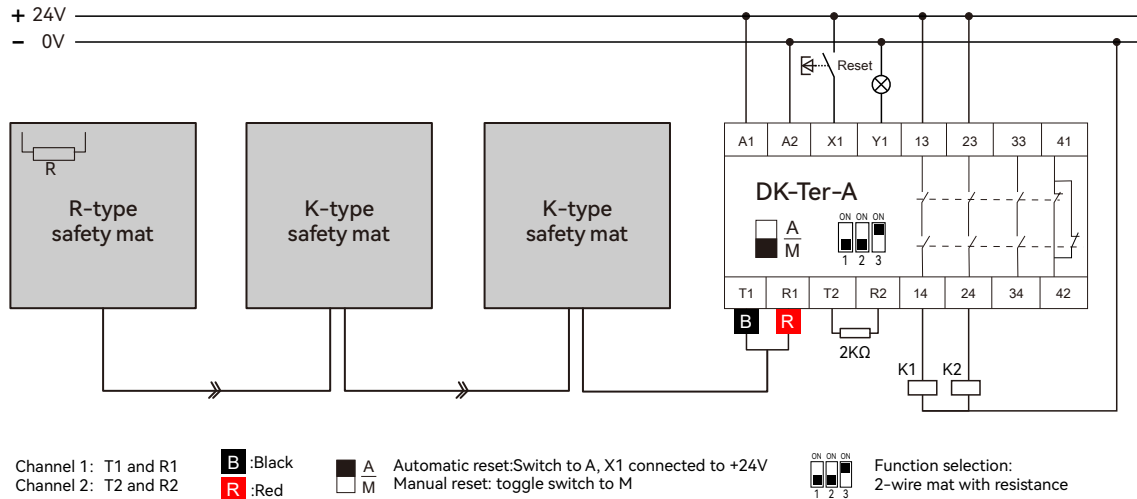 + 24V
- 0V
Reset
R
R-type
safety mat
K-type
safety mat
K-type
safety mat
A1 A2 X1 Y1 13 23 33 41
DK-Ter-A
A
M
ON ON ON
1 2 3
T1 R1 T2 R2 14 24 34 42
B R
2KΩ
K1 K2
Channel 1: T1 and R1
Channel 2: T2 and R2
B :Black
R :Red
A
M
Automatic reset:Switch to A, X1 connected to +24V
Manual reset: toggle switch to M
ON ON ON
1 2 3
Function selection:
2-wire mat with resistance